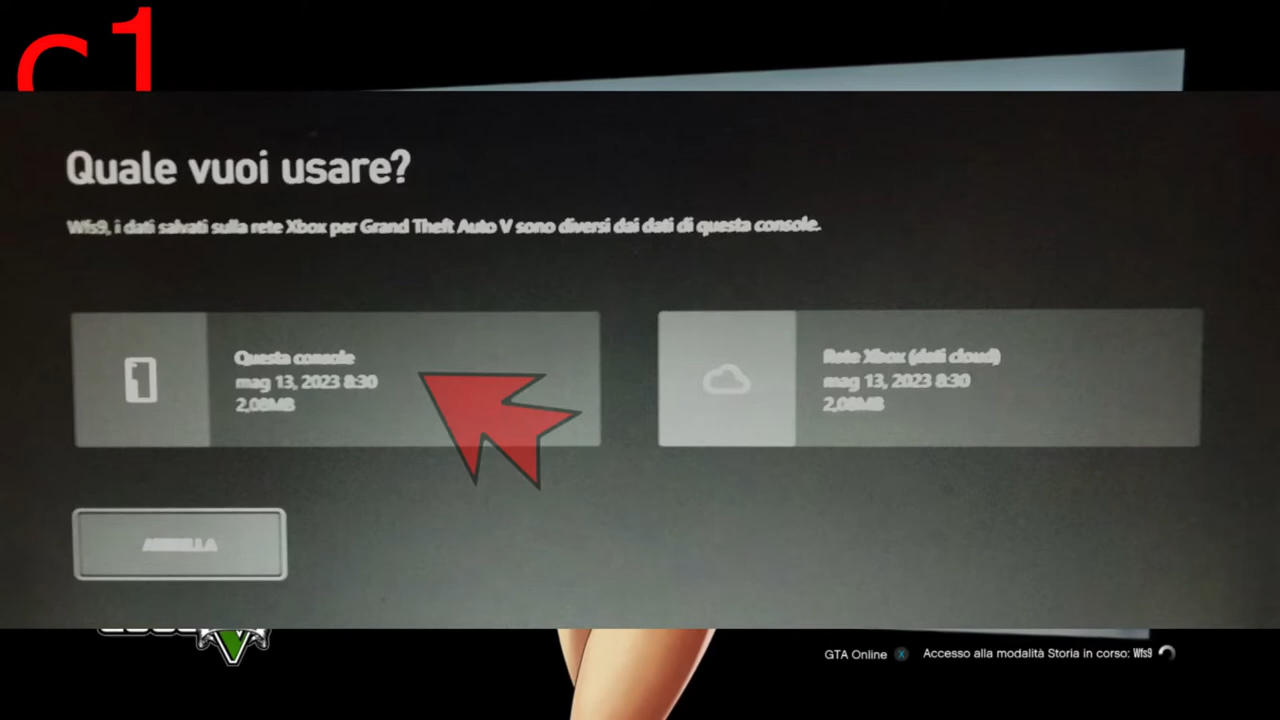 c1
Quale vuoi usare?
Wfs9, i dati salvati sulla rete Xbox per Grand Theft Auto V sono diversi dai dati di questa console.
Questa console
mag 13, 2023 8:30
2,08MB
Rete Xbox (dati cloud)
mag 13, 2023 8:30
2,08MB
ANNULLA
GTA Online X Accesso alla modalità Storia in corso: Wfs9